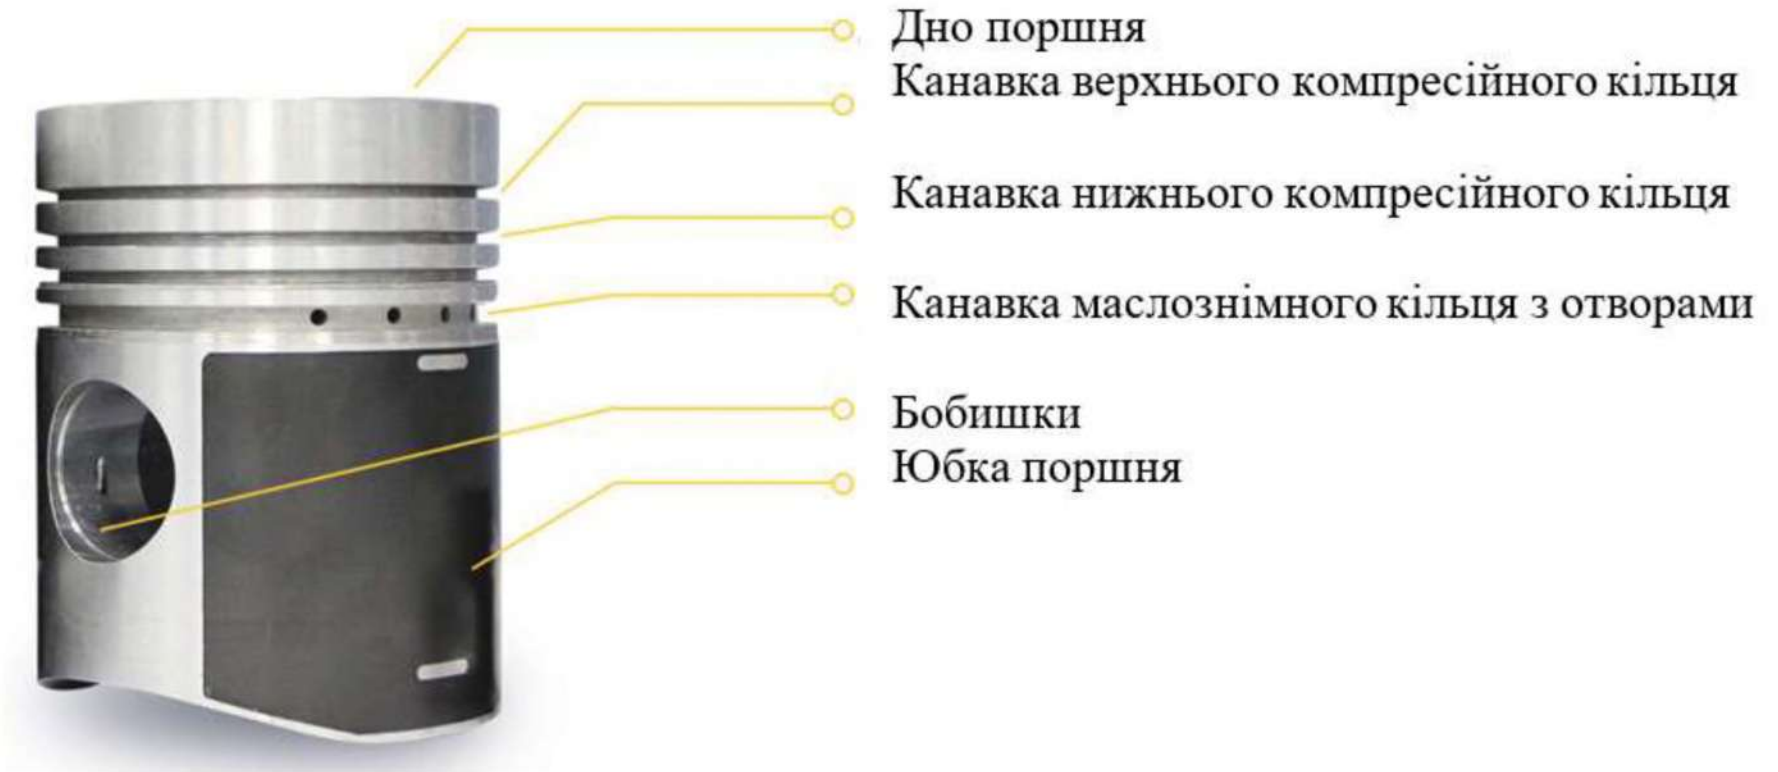 Дно поршня
Канавка верхнього компресійного кільця
Канавка нижнього компресійного кільця
Канавка маслознімного кільця з отворами
Бобишки
Юбка поршня